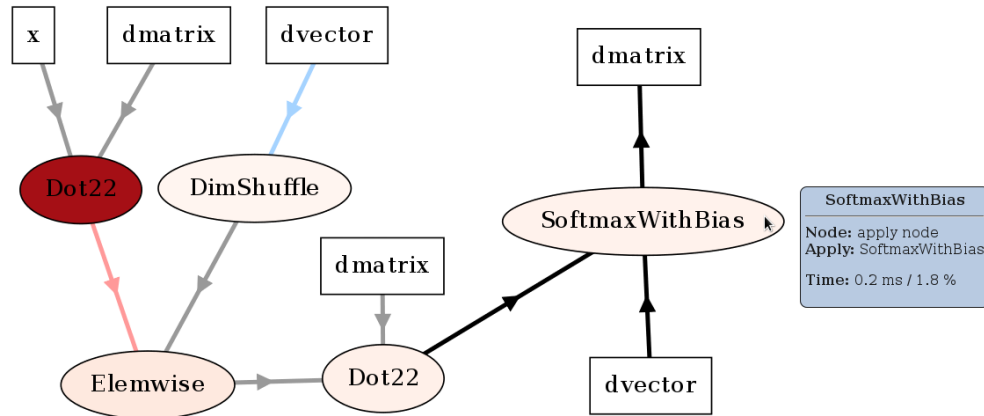 x
dmatrix
dvector
dmatrix
Dot22
DimShuffle
SoftmaxWithBias
SoftmaxWithBias
Node: apply node
Apply: SoftmaxWithBias
Time: 0.2 ms / 1.8 %
dmatrix
Elemwise
Dot22
dvector